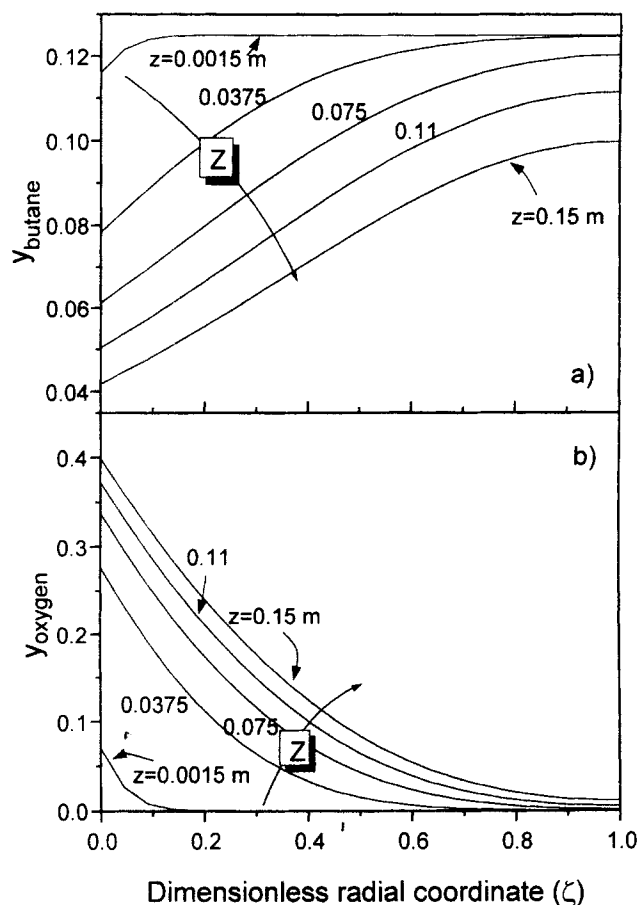 0.12
0.10
0.08
0.06
0.04
y butane
z=0.0015 m
0.0375
0.075
0.11
z=0.15 m
Z
a)
0.4
0.3
0.2
0.1
0.0
y oxygen
b)
0.11
z=0.15 m
0.0375
0.075
Z
z=0.0015 m
0.0 0.2 0.4 0.6 0.8 1.0
Dimensionless radial coordinate (ζ)